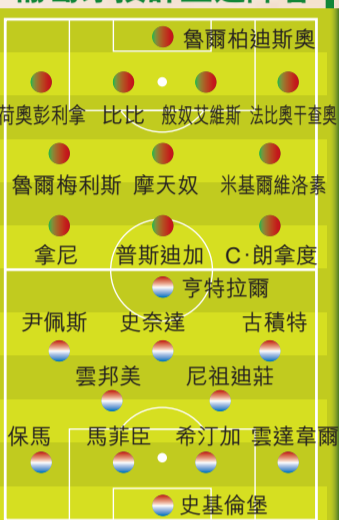 魯爾柏迪斯奧
荷奧彭利拿 比比 般奴艾維斯 法比奧干查奧
魯爾梅利斯 摩天奴 米基爾維洛素
拿尼 普斯迪加 C·朗拿度
亨特拉爾
尹佩斯 史奈達 古積特
雲邦美 尼祖迪莊
保馬 馬菲臣 希汀加 雲達韋爾
史基倫堡